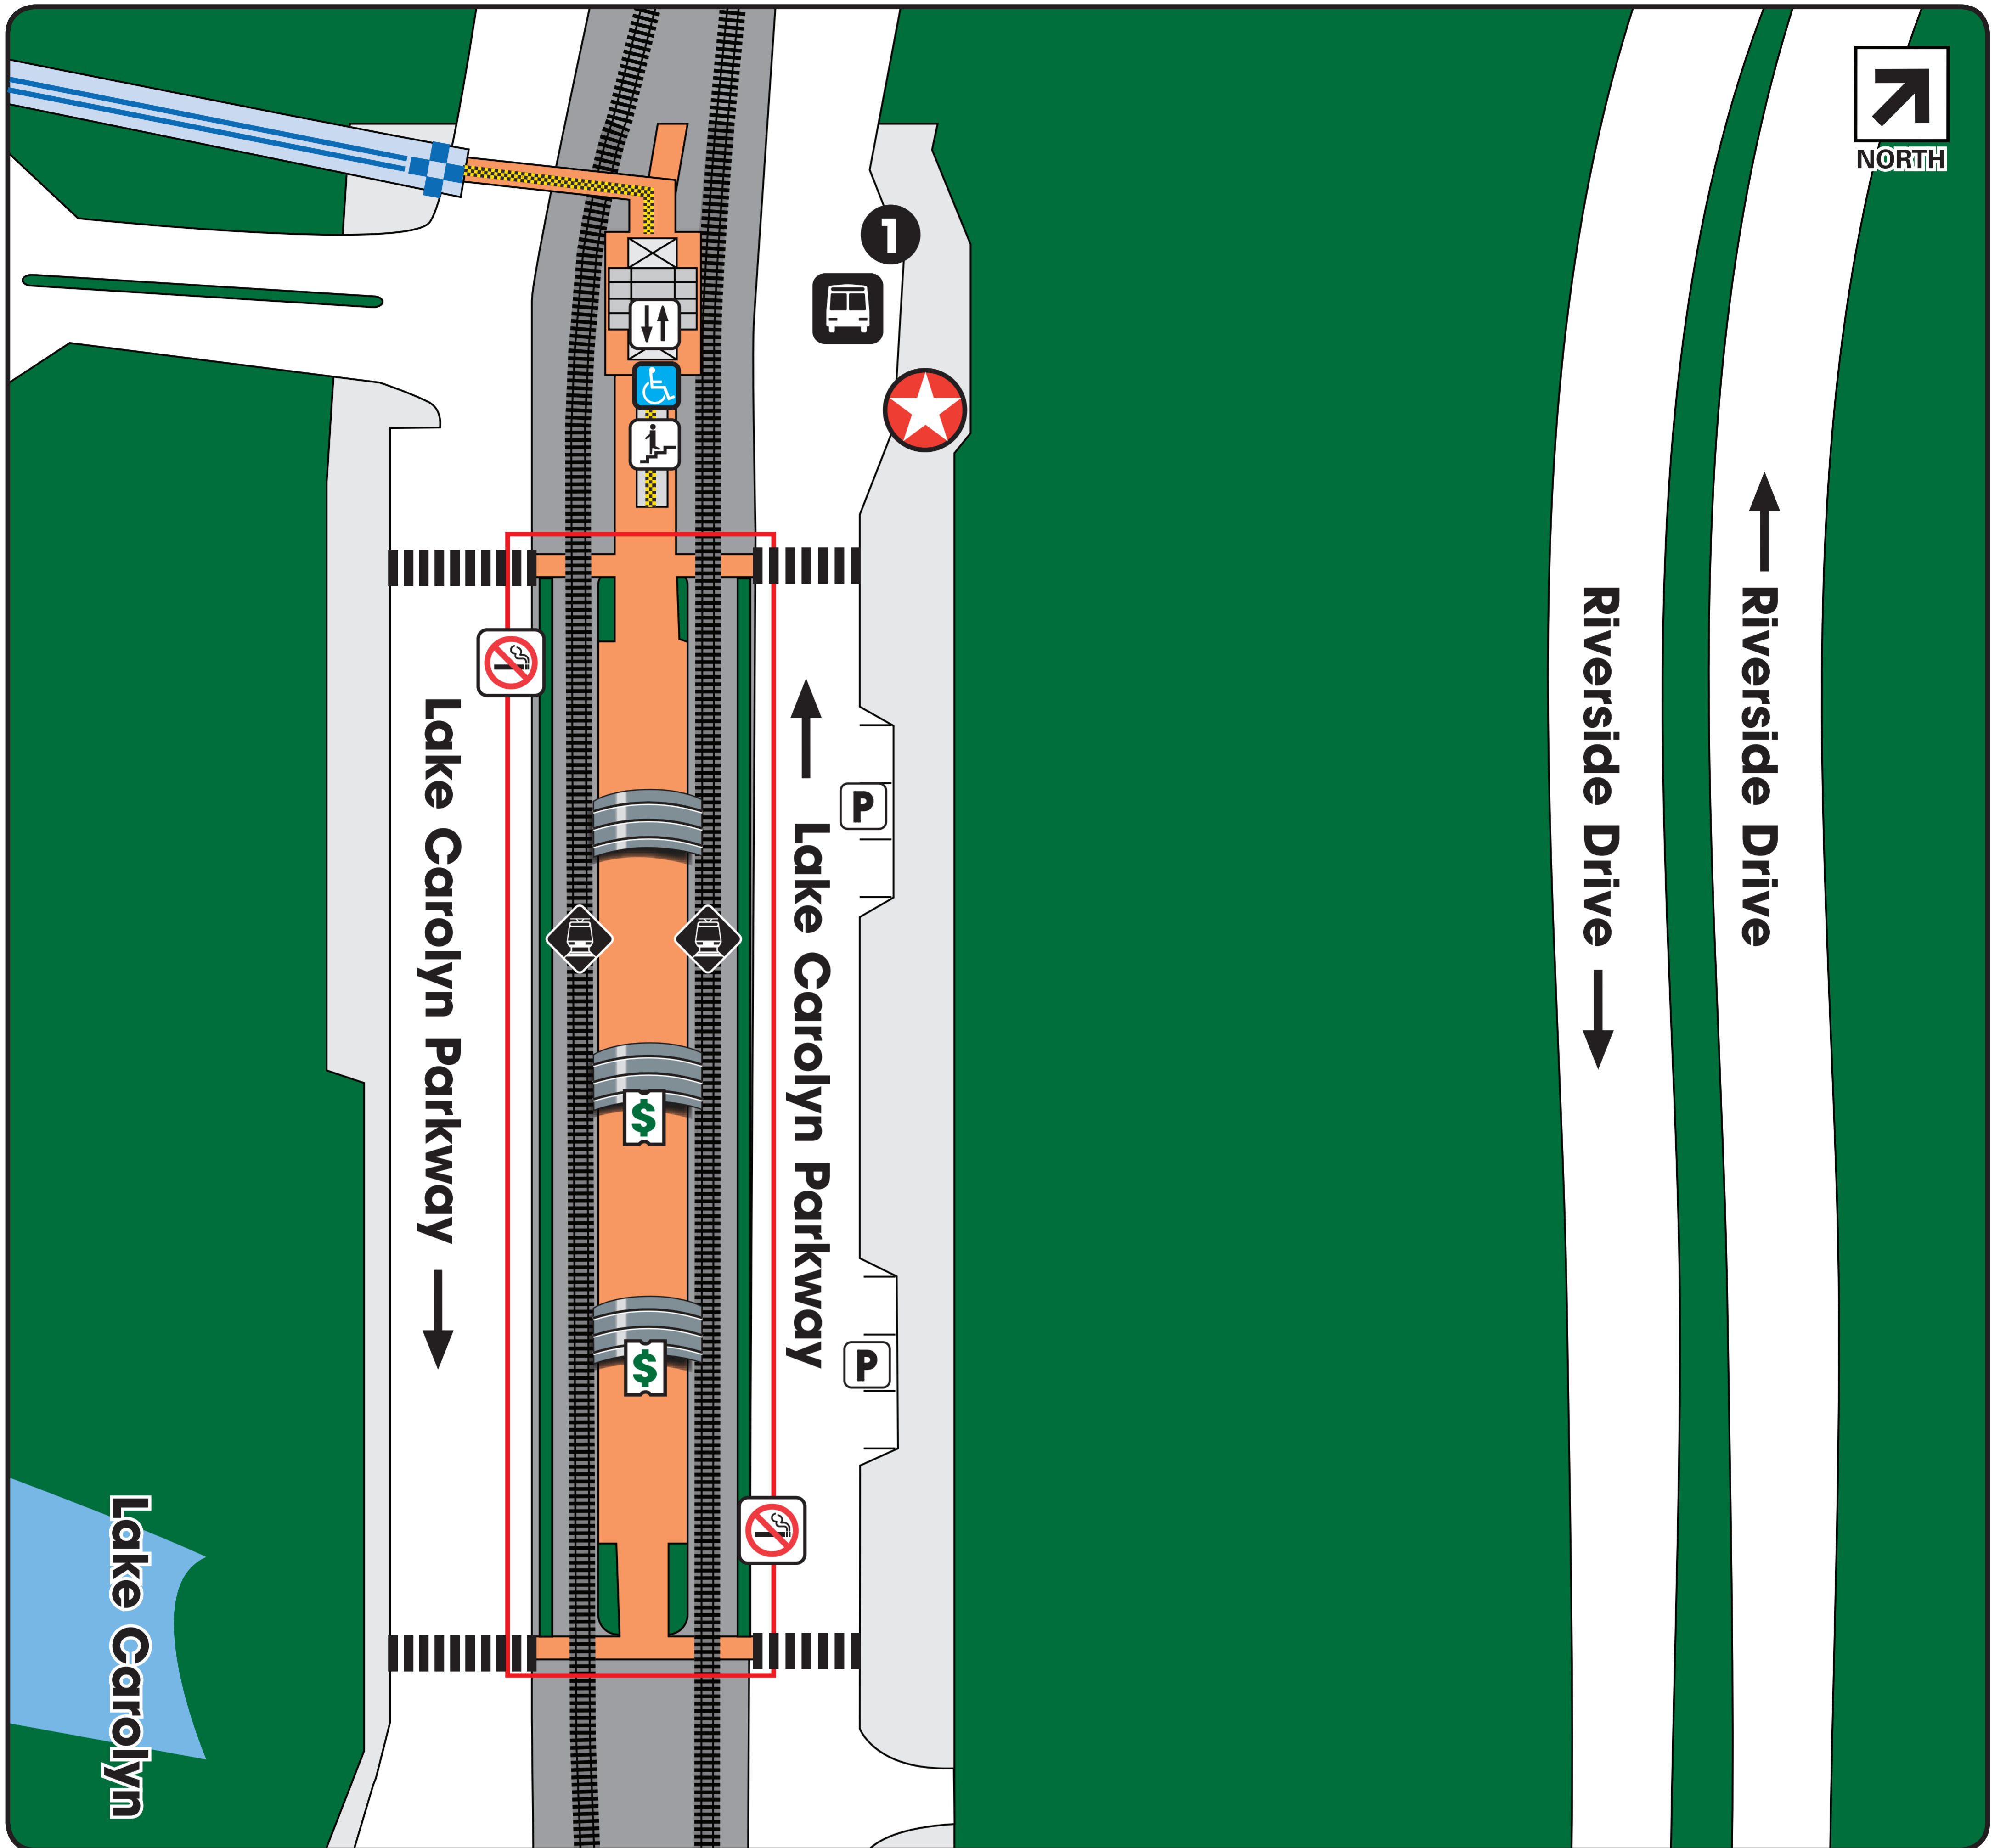 NORTH
1
Riverside Drive
Riverside Drive
Lake Carolyn Parkway
Lake Carolyn Parkway
P
$
$
P
Lake Carolyn